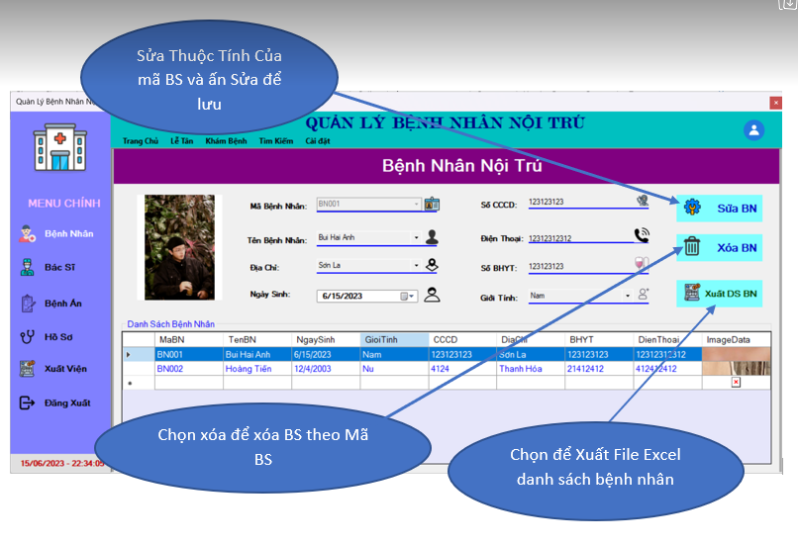 Sửa Thuộc Tính Của
mã BS và ấn Sửa để
lưu
Quản Lý Bệnh Nhân
QUẢN LÝ BỆNH NHÂN NỘI TRÚ
Trang Chủ Lễ Tân Khám Bệnh Tìm Kiếm Cài đặt
Bệnh Nhân Nội Trú
MENU CHÍNH
Bệnh Nhân
Bác Sĩ
Bệnh Án
Hồ Sơ
Xuất Viện
Đăng Xuất
15/06/2023 - 22:34:09
Mã Bệnh Nhân: BN001
Số CCCD: 123123123
Sửa BN
Tên Bệnh Nhân: Bui Hai Anh
Điện Thoại: 12312312312
Xóa BN
Địa Chỉ: Sơn La
Số BHYT: 123123123
Ngày Sinh: 6/15/2023
Giới Tính: Nam
Xuất DS BN
Danh Sách Bệnh Nhân
MaBN TenBN NgaySinh GioiTinh CCCD DiaChi BHYT DienThoai ImageData
BN001 Bui Hai Anh 6/15/2023 Nam 123123123 Sơn La 123123123 12312312312
BN002 Hoàng Tiến 12/4/2003 Nu 4124 Thanh Hóa 21412412 412412412
Chọn xóa để xóa BS theo Mã
BS
Chọn để Xuất File Excel
danh sách bệnh nhân